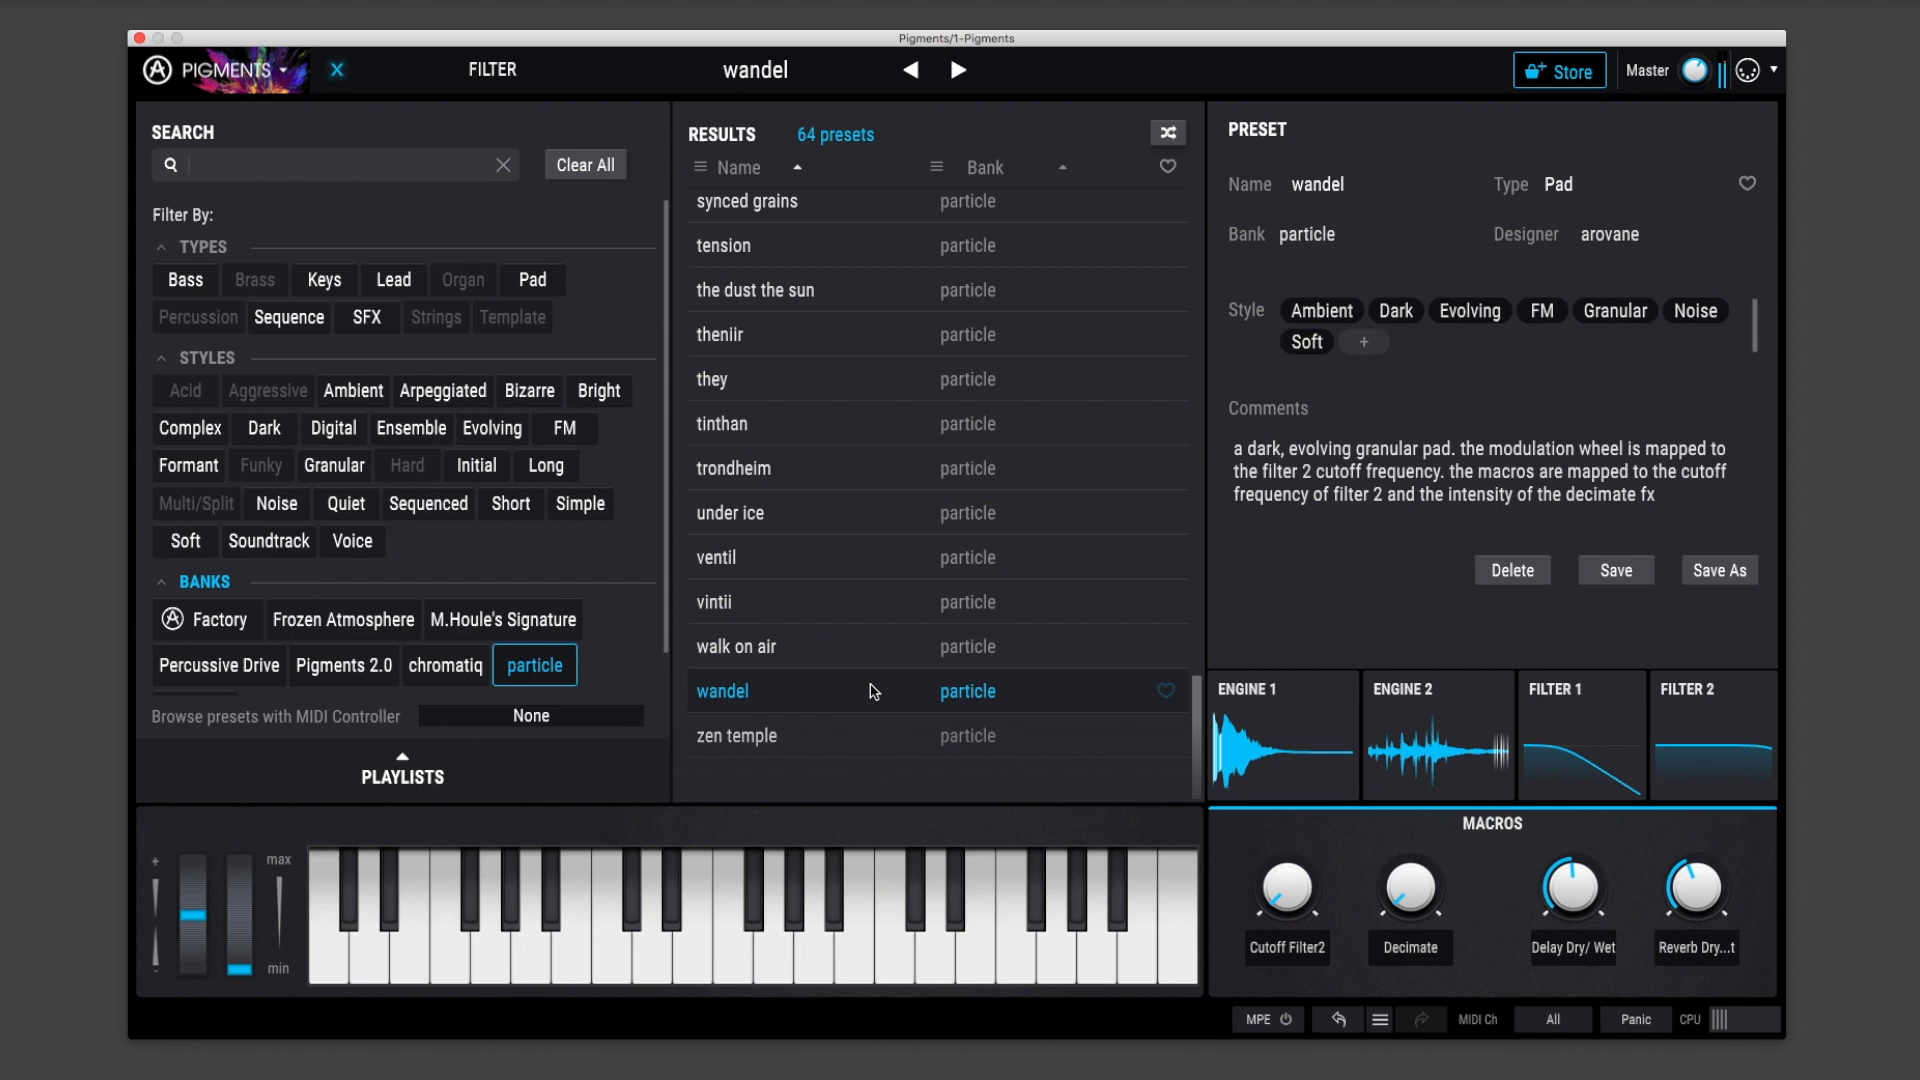 Pigments/1-Pigments
PIGMENTS
FILTER
wandel
Store
Master
SEARCH
Clear All
Filter By:
TYPES
Bass Brass Keys Lead Organ Pad
Percussion Sequence SFX Strings Template
STYLES
Acid Aggressive Ambient Arpeggiated Bizarre Bright
Complex Dark Digital Ensemble Evolving FM
Formant Funky Granular Hard Initial Long
Multi/Split Noise Quiet Sequenced Short Simple
Soft Soundtrack Voice
BANKS
Factory Frozen Atmosphere M.Houle's Signature
Percussive Drive Pigments 2.0 chromatiq particle
Browse presets with MIDI Controller None
PLAYLISTS
RESULTS 64 presets
Name Bank
synced grains particle
tension particle
the dust the sun particle
theniir particle
they particle
tinthan particle
trondheim particle
under ice particle
ventil particle
vintii particle
walk on air particle
wandel particle
zen temple particle
PRESET
Name wandel Type Pad
Bank particle Designer arovane
Style Ambient Dark Evolving FM Granular Noise
Soft +
Comments
a dark, evolving granular pad. the modulation wheel is mapped to
the filter 2 cutoff frequency. the macros are mapped to the cutoff
frequency of filter 2 and the intensity of the decimate fx
Delete Save Save As
ENGINE 1 ENGINE 2 FILTER 1 FILTER 2
MACROS
Cutoff Filter2 Decimate Delay Dry/ Wet Reverb Dry...t
+ max
- min
MPE MIDI Ch All Panic CPU